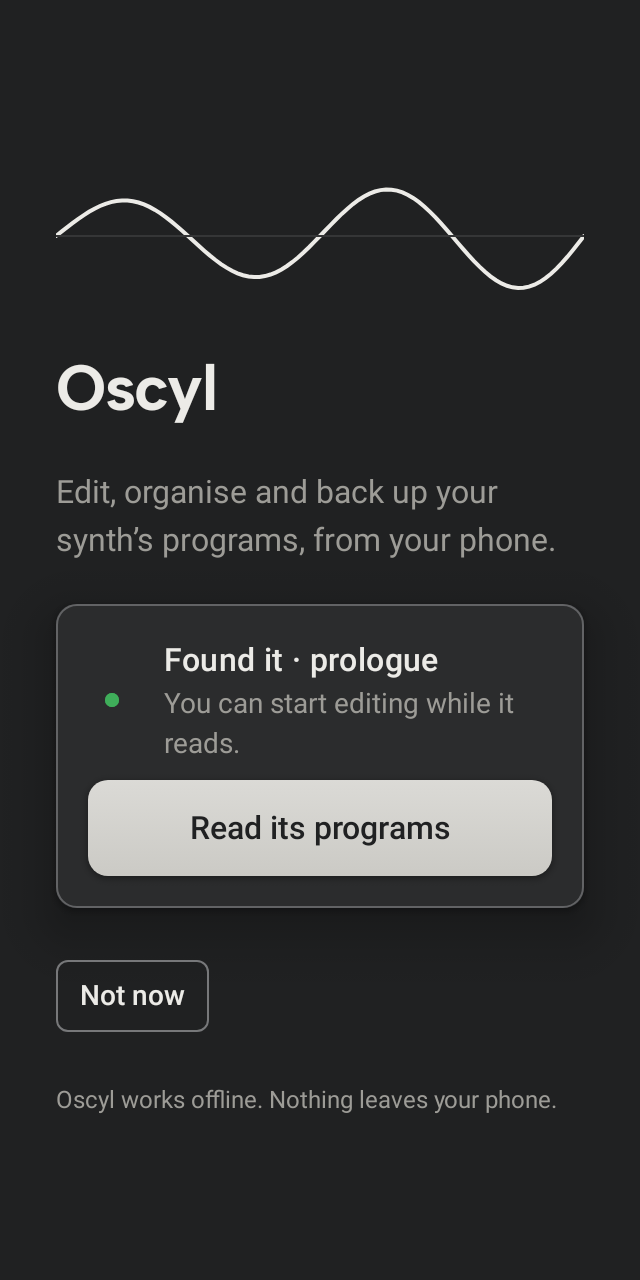 Oscyl
Edit, organise and back up your
synth’s programs, from your phone.
Found it · prologue
You can start editing while it
reads.
Read its programs
Not now
Oscyl works offline. Nothing leaves your phone.